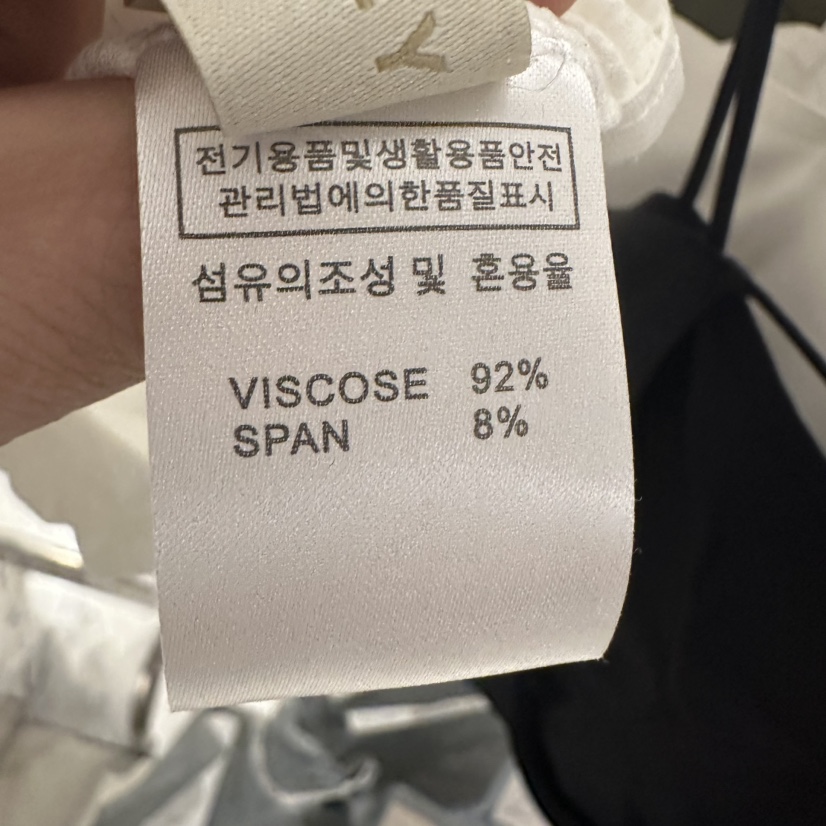 전기용품및생활용품안전
관리법에의한품질표시
섬유의조성 및 혼용율
VISCOSE 92%
SPAN 8%